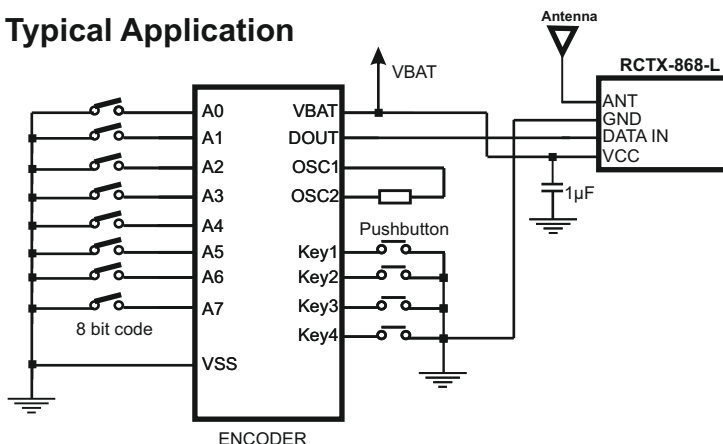 Typical Application
Antenna
RCTX-868-L
VBAT
ANT
GND
DATA IN
VCC
1µF
A0
A1
A2
A3
A4
A5
A6
A7
VSS
VBAT
DOUT
OSC1
OSC2
Key1
Key2
Key3
Key4
Pushbutton
8 bit code
ENCODER